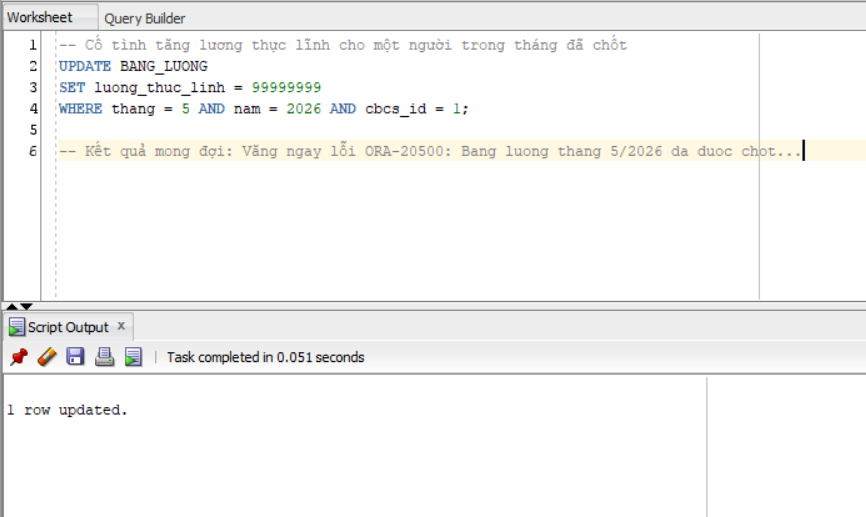 Worksheet Query Builder
1 -- Cố tình tăng lương thực lĩnh cho một người trong tháng đã chốt
2 UPDATE BANG_LUONG
3 SET luong_thuc_linh = 99999999
4 WHERE thang = 5 AND nam = 2026 AND cbcs_id = 1;
5
6 -- Kết quả mong đợi: Văng ngay lỗi ORA-20500: Bang luong thang 5/2026 da duoc chot...
Script Output x
Task completed in 0.051 seconds
1 row updated.